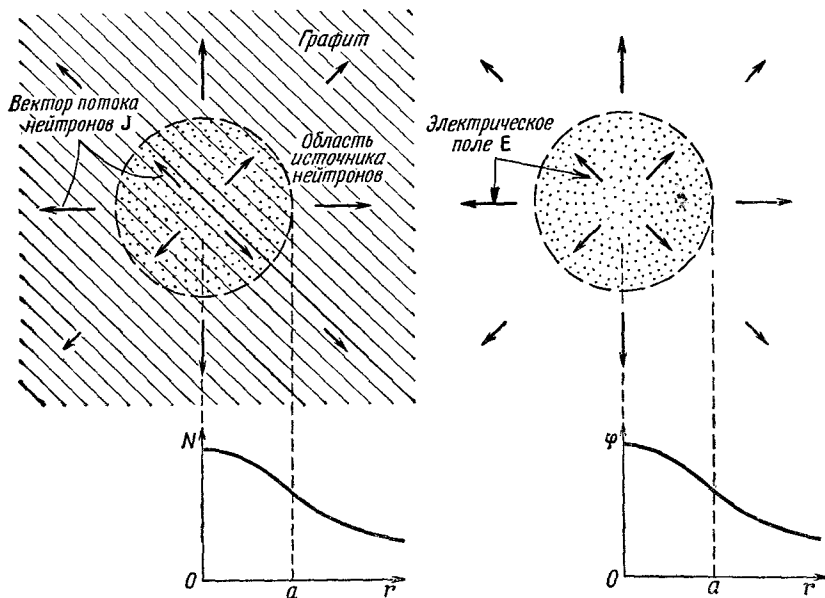 Графит
Вектор потока
нейтронов J
Область
источника
нейтронов
N
0
a
r
Электрическое
поле E
φ
0
a
r